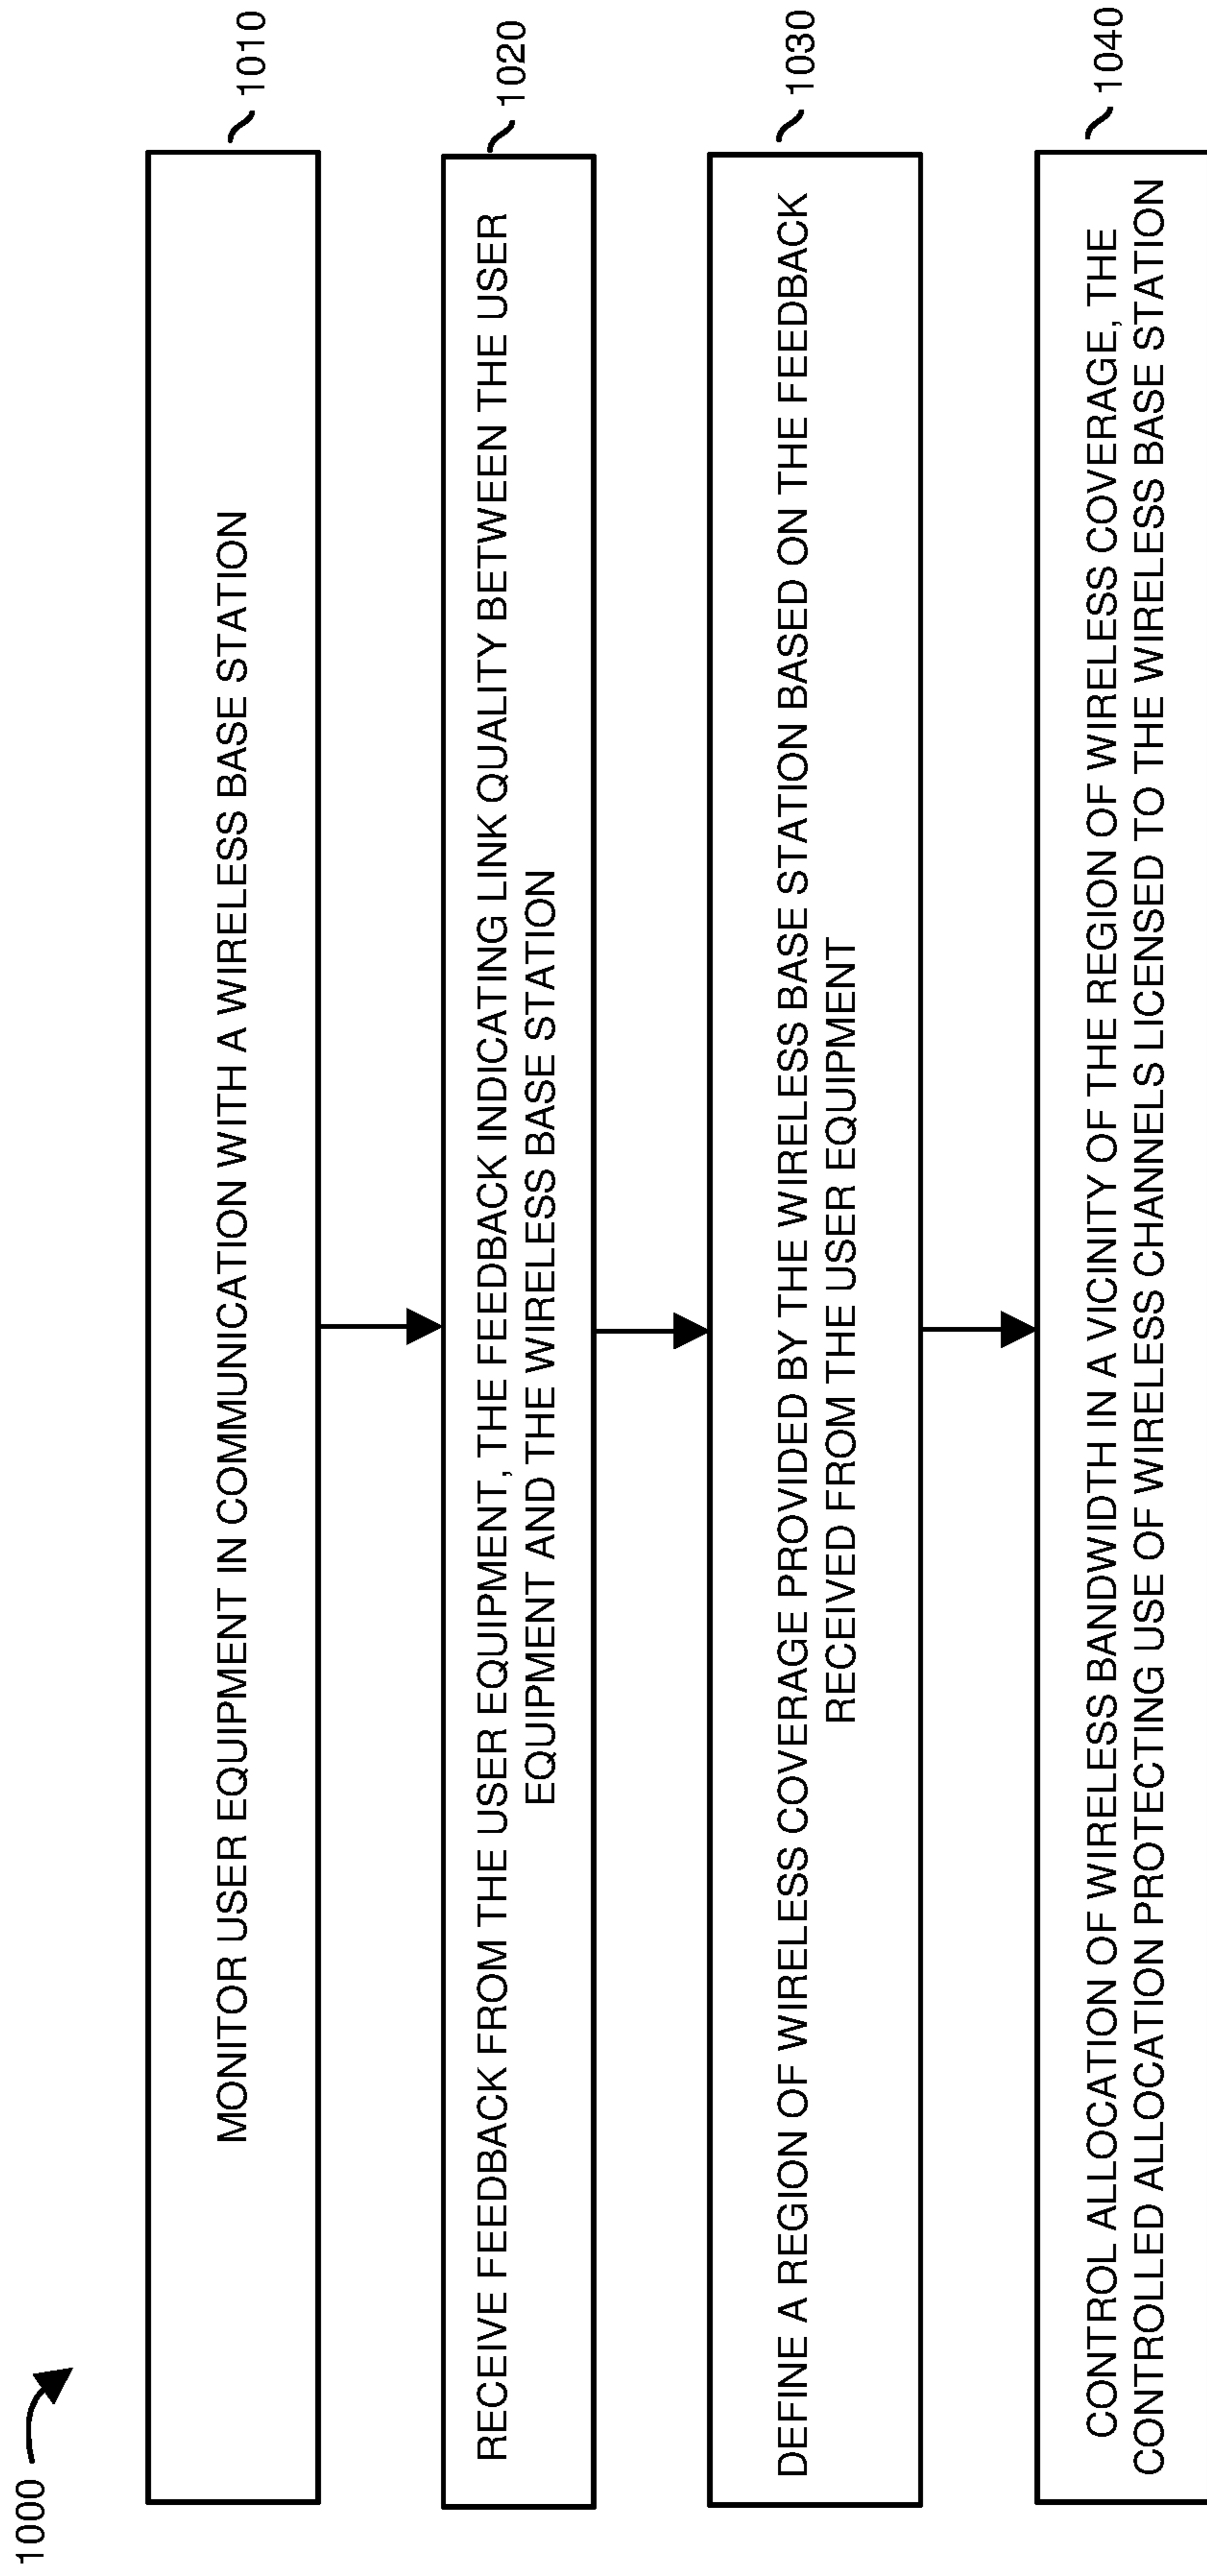 1000
MONITOR USER EQUIPMENT IN COMMUNICATION WITH A WIRELESS BASE STATION
1010
RECEIVE FEEDBACK FROM THE USER EQUIPMENT, THE FEEDBACK INDICATING LINK QUALITY BETWEEN THE USER
EQUIPMENT AND THE WIRELESS BASE STATION
1020
DEFINE A REGION OF WIRELESS COVERAGE PROVIDED BY THE WIRELESS BASE STATION BASED ON THE FEEDBACK
RECEIVED FROM THE USER EQUIPMENT
1030
CONTROL ALLOCATION OF WIRELESS BANDWIDTH IN A VICINITY OF THE REGION OF WIRELESS COVERAGE, THE
CONTROLLED ALLOCATION PROTECTING USE OF WIRELESS CHANNELS LICENSED TO THE WIRELESS BASE STATION
1040